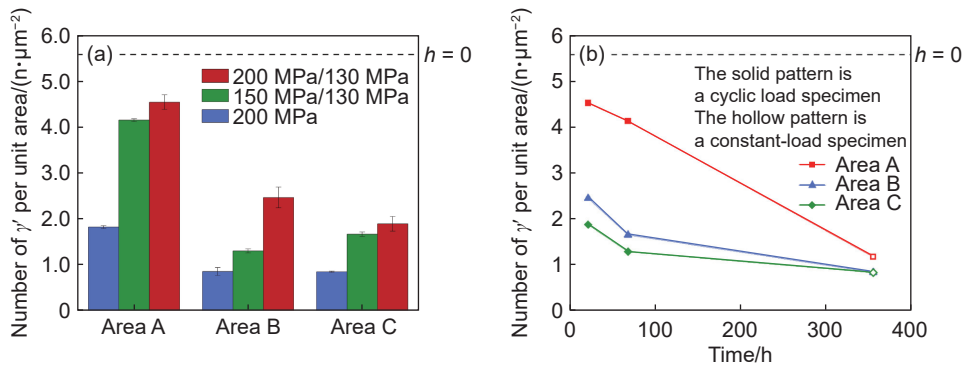 Number of γ′ per unit area/(n·μm⁻²)
6.0
5.0
4.0
3.0
2.0
1.0
0
(a)
h = 0
200 MPa/130 MPa
150 MPa/130 MPa
200 MPa
Area A
Area B
Area C
Number of γ′ per unit area/(n·μm⁻²)
6
5
4
3
2
1
0
(b)
h = 0
The solid pattern is
a cyclic load specimen
The hollow pattern is
a constant-load specimen
Area A
Area B
Area C
0
100
200
300
400
Time/h